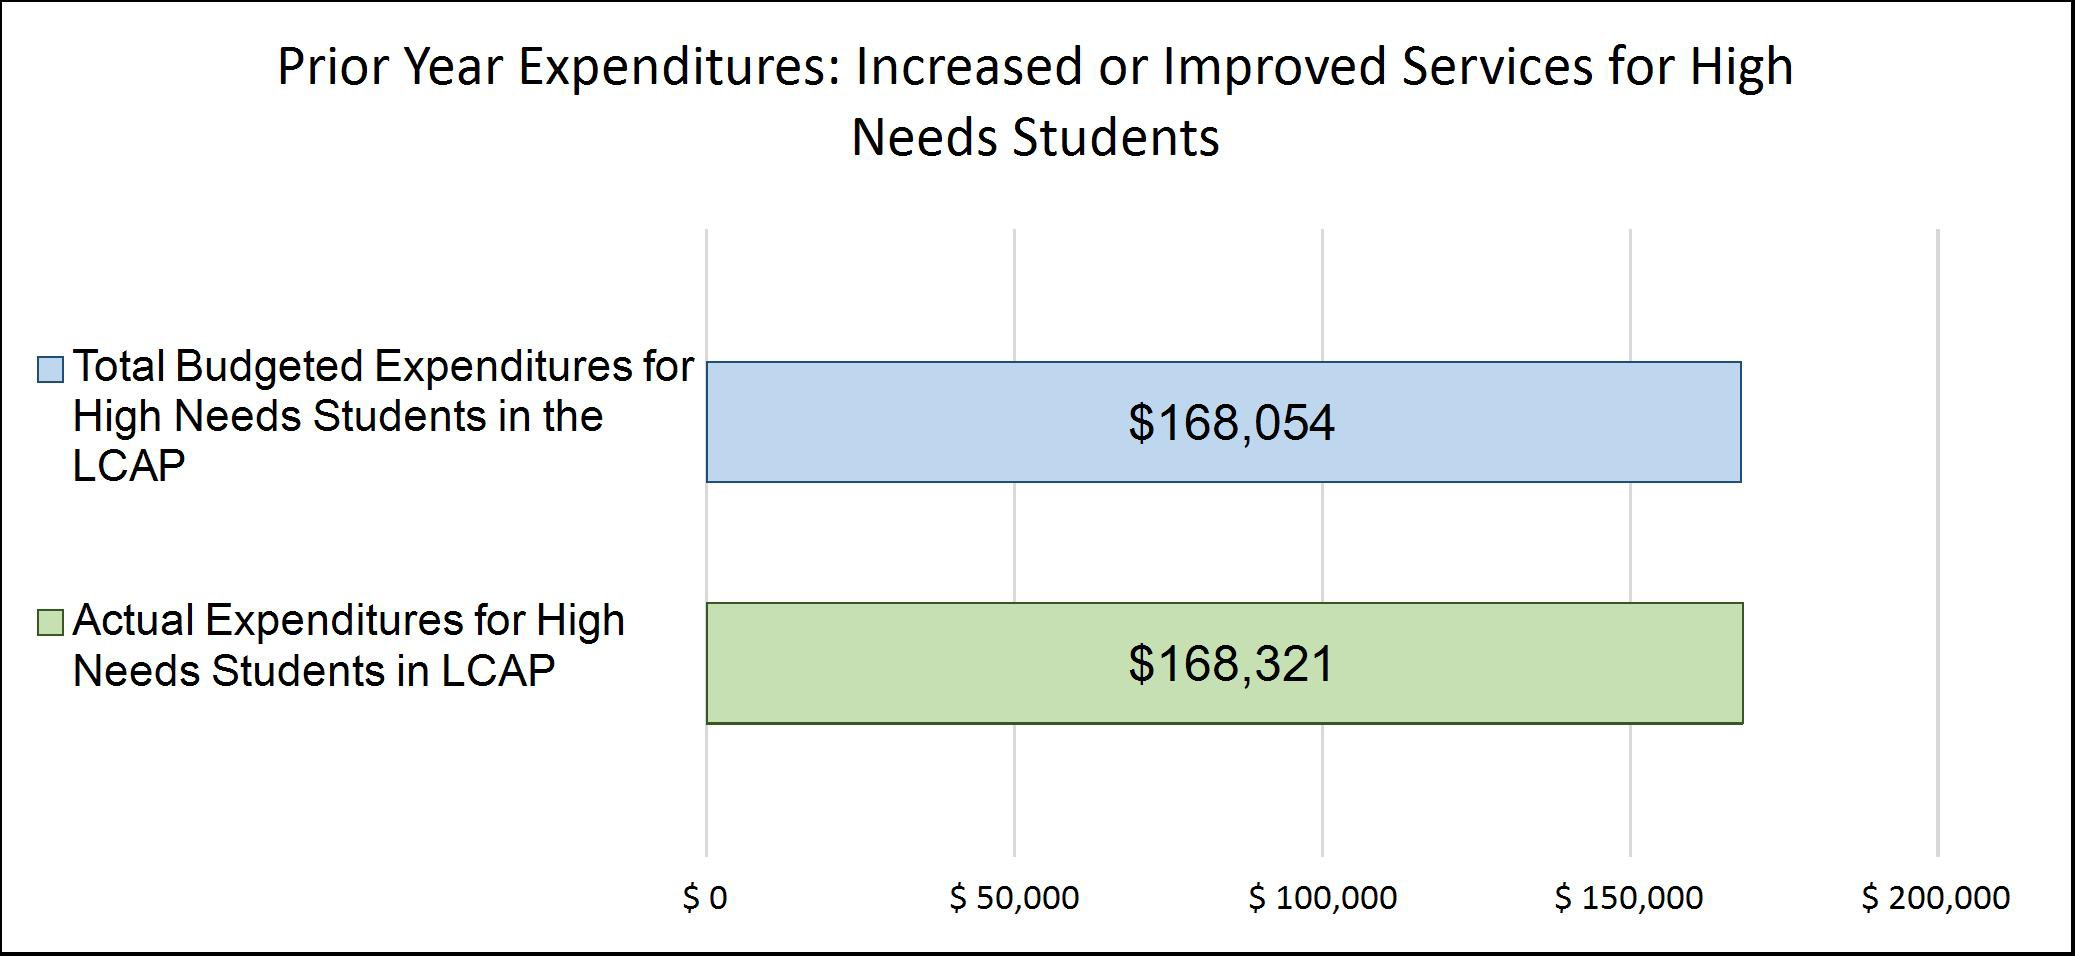 Prior Year Expenditures: Increased or Improved Services for High
Needs Students
Total Budgeted Expenditures for
High Needs Students in the
LCAP
$168,054
Actual Expenditures for High
Needs Students in LCAP
$168,321
$ 0
$ 50,000
$ 100,000
$ 150,000
$ 200,000